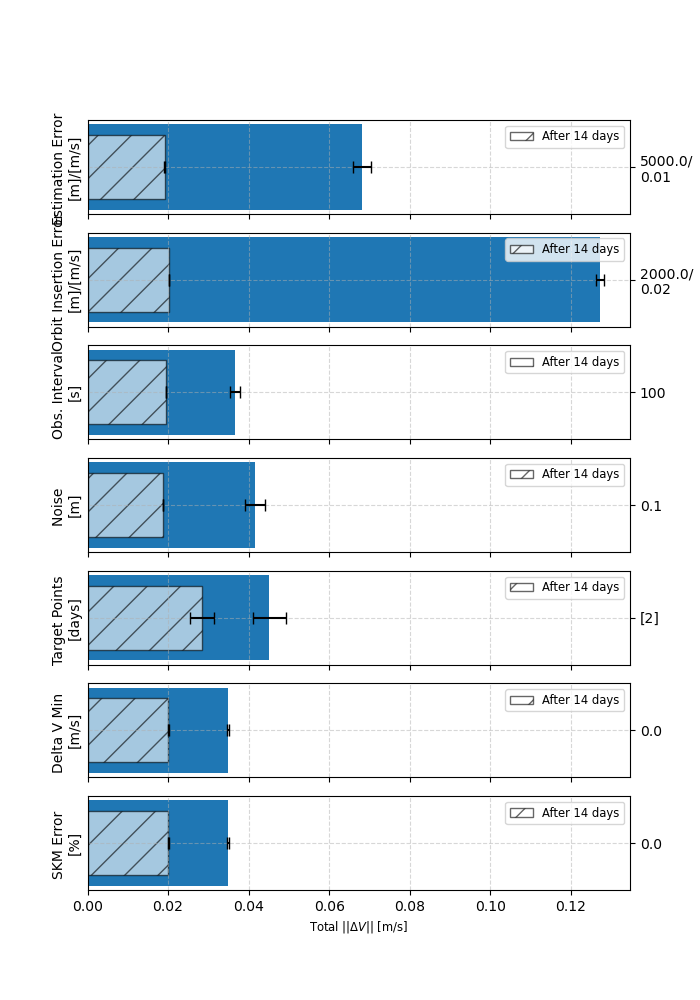 Estimation Error
[m]/[m/s]
After 14 days
5000.0/
0.01
Orbit Insertion Error
[m]/[m/s]
After 14 days
2000.0/
0.02
Obs. Interval
[s]
After 14 days
100
Noise
[m]
After 14 days
0.1
Target Points
[days]
After 14 days
[2]
Delta V Min
[m/s]
After 14 days
0.0
SKM Error
[%]
After 14 days
0.0
0.00 0.02 0.04 0.06 0.08 0.10 0.12
Total ||ΔV|| [m/s]